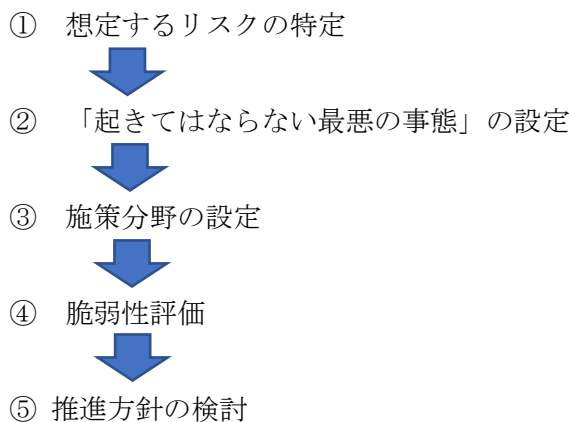 ① 想定するリスクの特定
② 「起きてはならない最悪の事態」の設定
③ 施策分野の設定
④ 脆弱性評価
⑤ 推進方針の検討